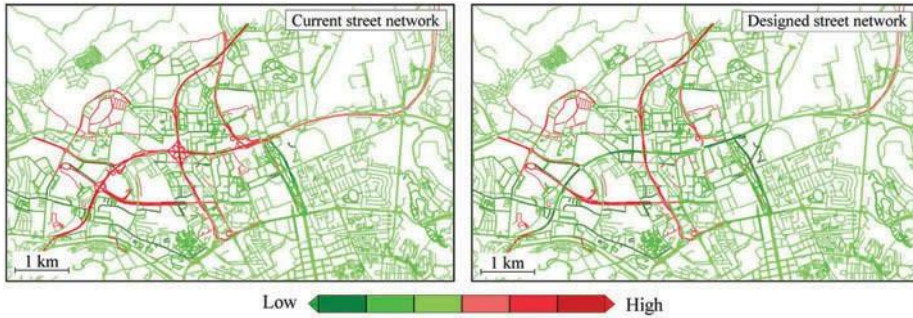 Current street network
Designed street network
1 km
1 km
Low
High